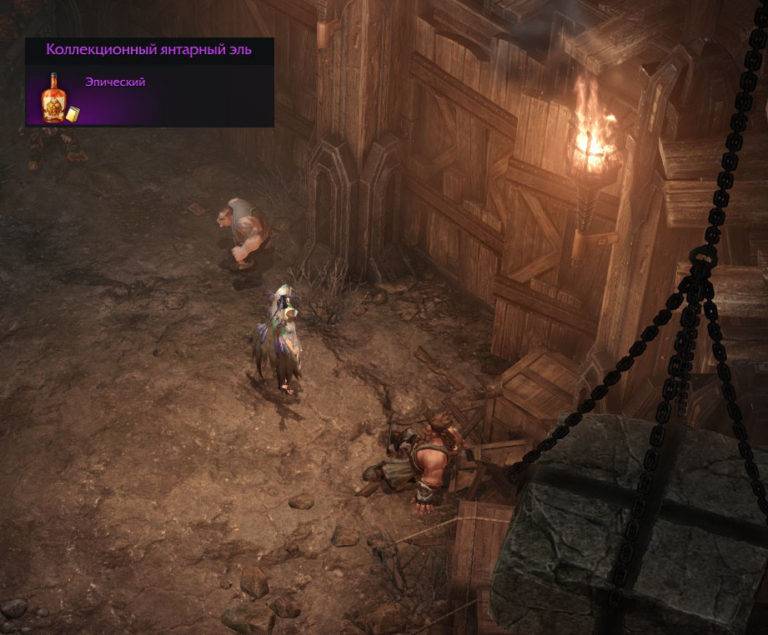 Коллекционный янтарный эль
Эпический